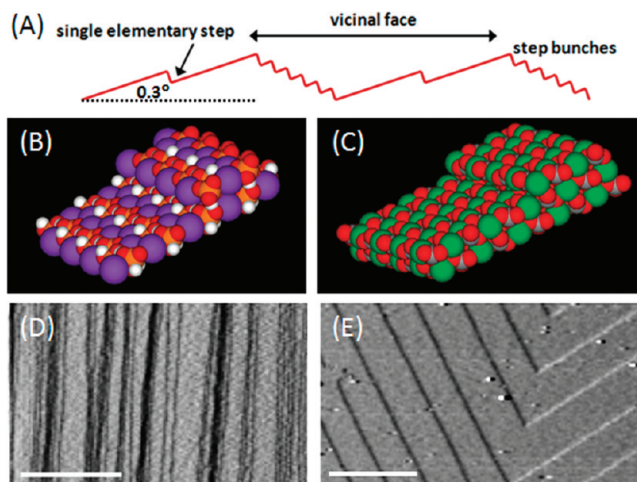 (A)
single elementary step
vicinal face
step bunches
0.3°
(B)
(C)
(D)
(E)